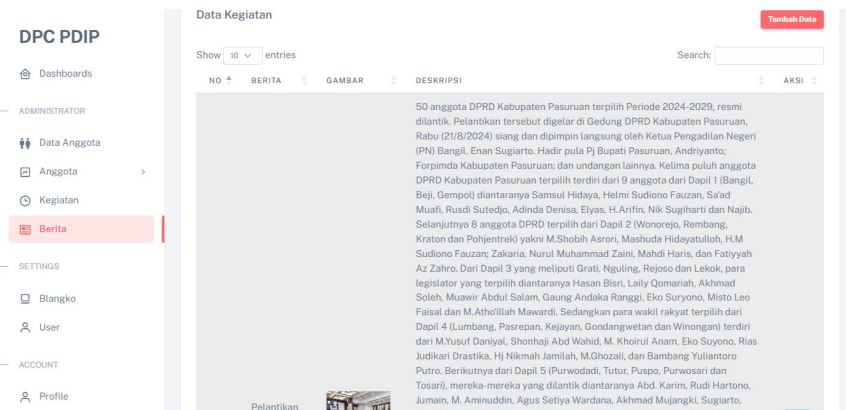 DPC PDIP
Dashboards
ADMINISTRATOR
Data Anggota
Anggota
Kegiatan
Berita
SETTINGS
Blangko
User
ACCOUNT
Profile
Data Kegiatan
Tambah Data
Show 10 entries
Search:
NO BERITA GAMBAR DESKRIPSI AKSI
Pelantikan
50 anggota DPRD Kabupaten Pasuruan terpilih Periode 2024-2029, resmi
dilantik. Pelantikan tersebut digelar di Gedung DPRD Kabupaten Pasuruan,
Rabu (21/8/2024) siang dan dipimpin langsung oleh Ketua Pengadilan Negeri
(PN) Bangil, Enan Sugiarto. Hadir pula Pj Bupati Pasuruan, Andriyanto;
Forpimda Kabupaten Pasuruan; dan undangan lainnya. Kelima puluh anggota
DPRD Kabupaten Pasuruan terpilih terdiri dari 9 anggota dari Dapil 1 (Bangil,
Beji, Gempol) diantaranya Samsul Hidaya, Helmi Sudiono Fauzan, Sa'ad
Muafi, Rusdi Sutedjo, Adinda Denisa, Elyas, H.Arifin, Nik Sugiharti dan Najib.
Selanjutnya 8 anggota DPRD terpilih dari Dapil 2 (Wonorejo, Rembang,
Kraton dan Pohjentrek) yakni M.Shobih Asrori, Mashuda Hidayatulloh, H.M
Sudiono Fauzan; Zakaria, Nurul Muhammad Zaini, Mahdi Haris, dan Fatiyyah
Az Zahro. Dari Dapil 3 yang meliputi Grati, Nguling, Rejoso dan Lekok, para
legislator yang terpilih diantaranya Hasan Bisri, Laily Qomariah, Akhmad
Soleh, Muawir Abdul Salam, Gaung Andaka Ranggi, Eko Suryono, Misto Leo
Faisal dan M.Atho'illah Mawardi. Sedangkan para wakil rakyat terpilih dari
Dapil 4 (Lumbang, Pasrepan, Kejayan, Gondangwetan dan Winongan) terdiri
dari M.Yusuf Daniyal, Shonhaji Abd Wahid, M. Khoirul Anam, Eko Suyono, Rias
Judikari Drastika, Hj Nikmah Jamilah, M.Ghozali, dan Bambang Yuliantoro
Putro. Berikutnya dari Dapil 5 (Purwodadi, Tutur, Puspo, Purwosari dan
Tosari), mereka-mereka yang dilantik diantaranya Abd. Karim, Rudi Hartono,
Jumain, M. Aminuddin, Agus Setiya Wardana, Akhmad Mujangki, Sugiarto,